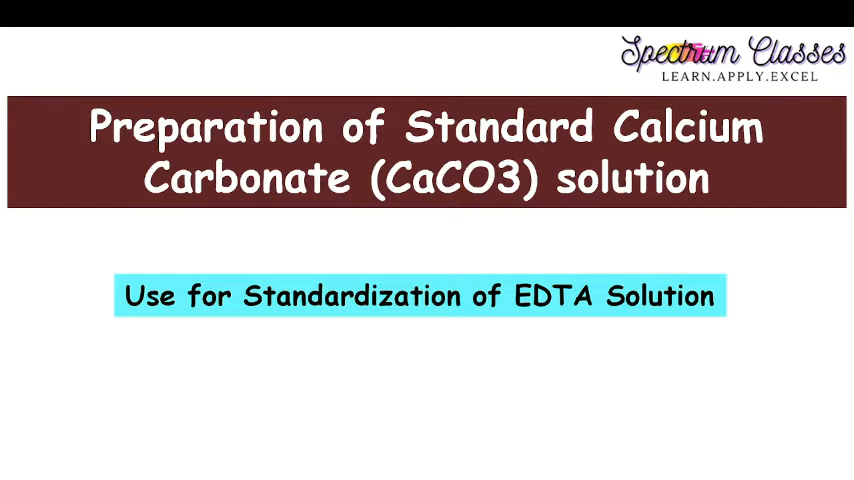 Spectrum Classes
LEARN.APPLY.EXCEL
Preparation of Standard Calcium
Carbonate (CaCO3) solution
Use for Standardization of EDTA Solution